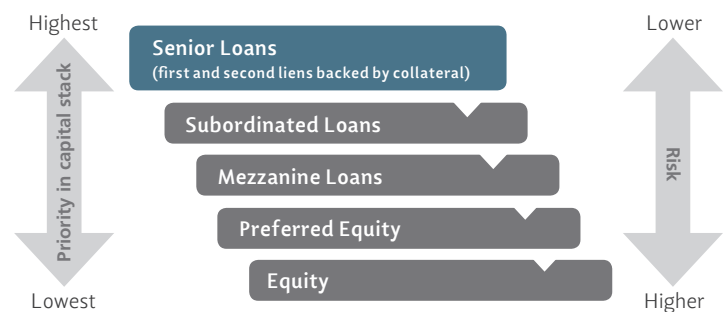 Highest
Lower
Senior Loans
(first and second liens backed by collateral)
Subordinated Loans
Mezzanine Loans
Preferred Equity
Equity
Priority in capital stack
Risk
Lowest
Higher